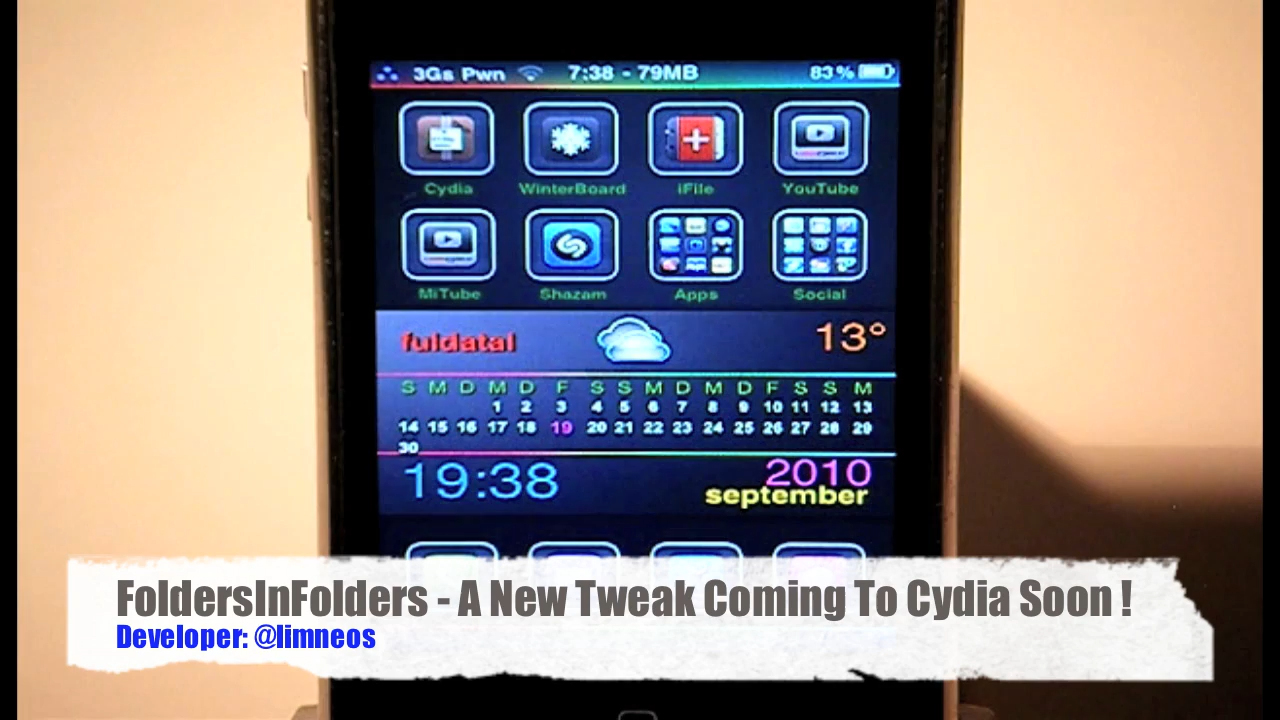 3Gs Pwn 7:38 - 79MB 83%
Cydia WinterBoard iFile YouTube
MiTube Shazam Apps Social
fuldatal 13°
S M D M D F S S M D M D F S S M
1 2 3 4 5 6 7 8 9 10 11 12 13
14 15 16 17 18 19 20 21 22 23 24 25 26 27 28 29
30
19:38 2010
september
FoldersInFolders - A New Tweak Coming To Cydia Soon !
Developer: @limneos